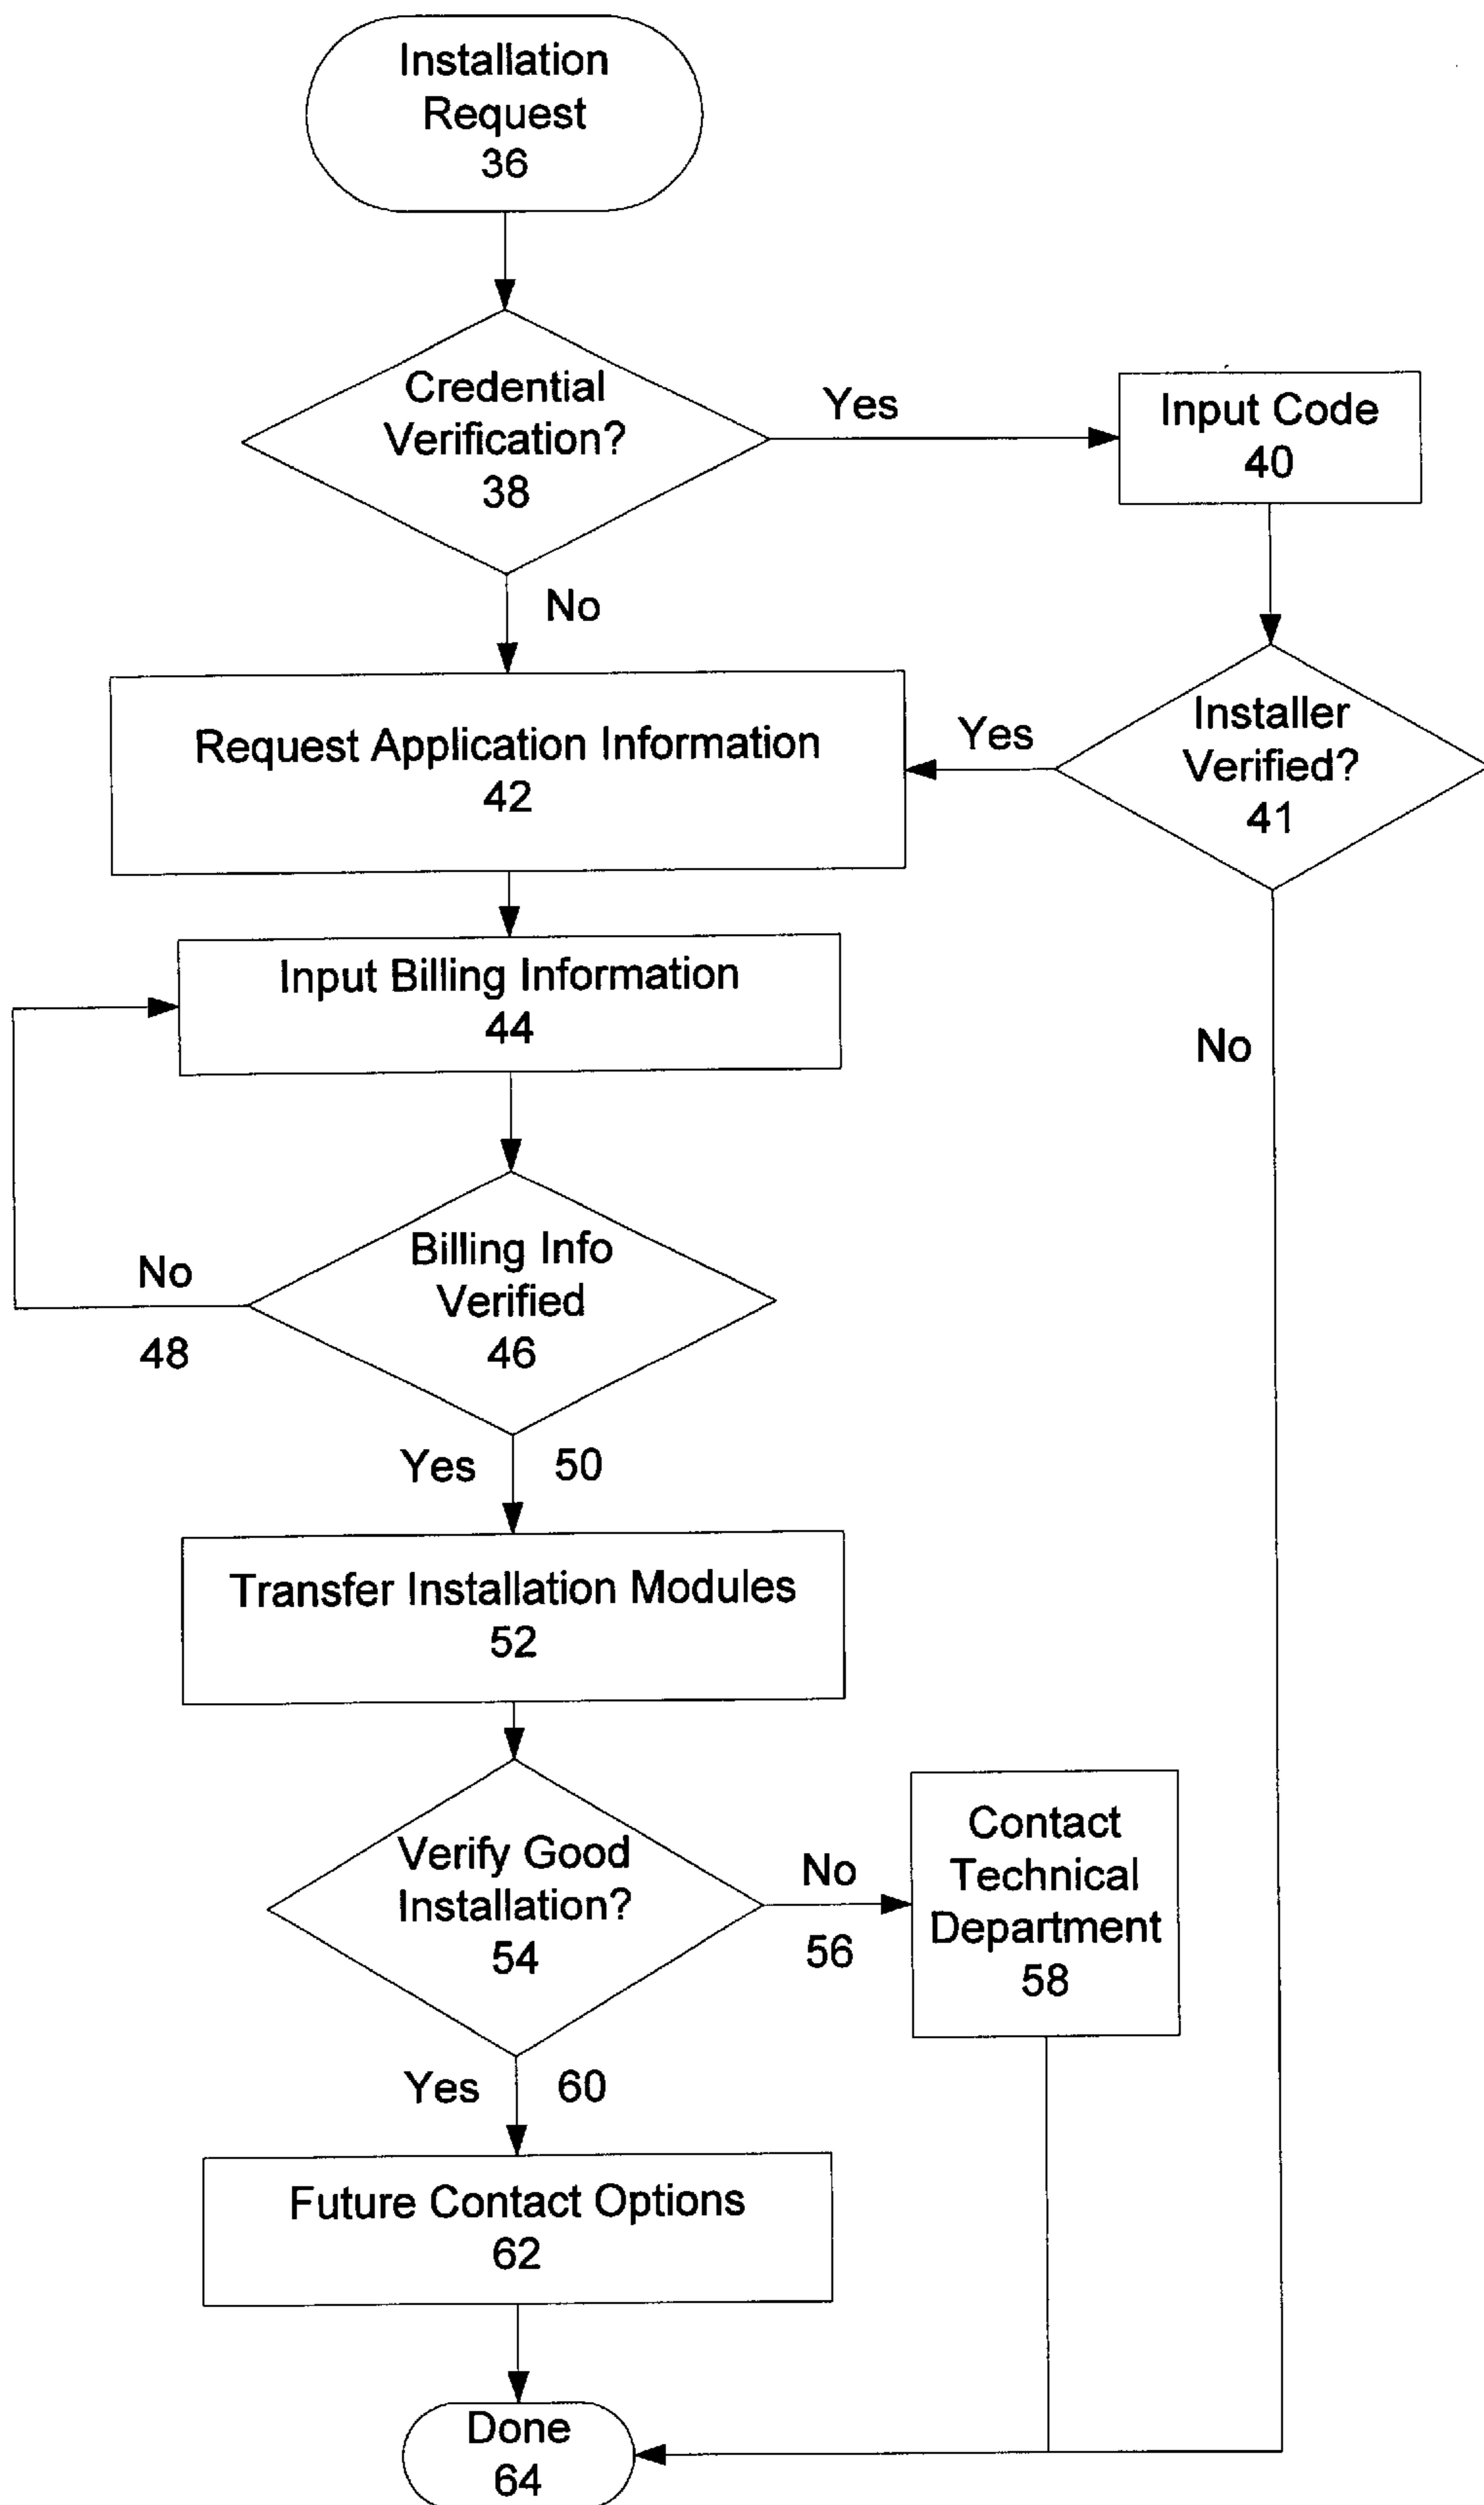 Installation
Request
36
Credential
Verification?
38
Yes
Input Code
40
No
Request Application Information
42
Yes
Installer
Verified?
41
Input Billing Information
44
No
Billing Info
Verified
46
No
48
Yes
50
Transfer Installation Modules
52
Verify Good
Installation?
54
No
56
Contact
Technical
Department
58
Yes
60
Future Contact Options
62
Done
64